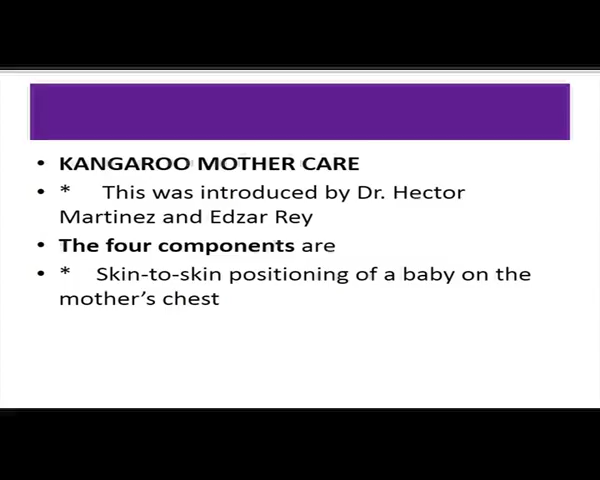 • KANGAROO MOTHER CARE
• * This was introduced by Dr. Hector
Martinez and Edzar Rey
• The four components are
• * Skin-to-skin positioning of a baby on the
mother’s chest